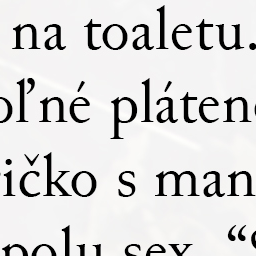 na toaletu.
oľné pláten
ičko s man
polu sex. “